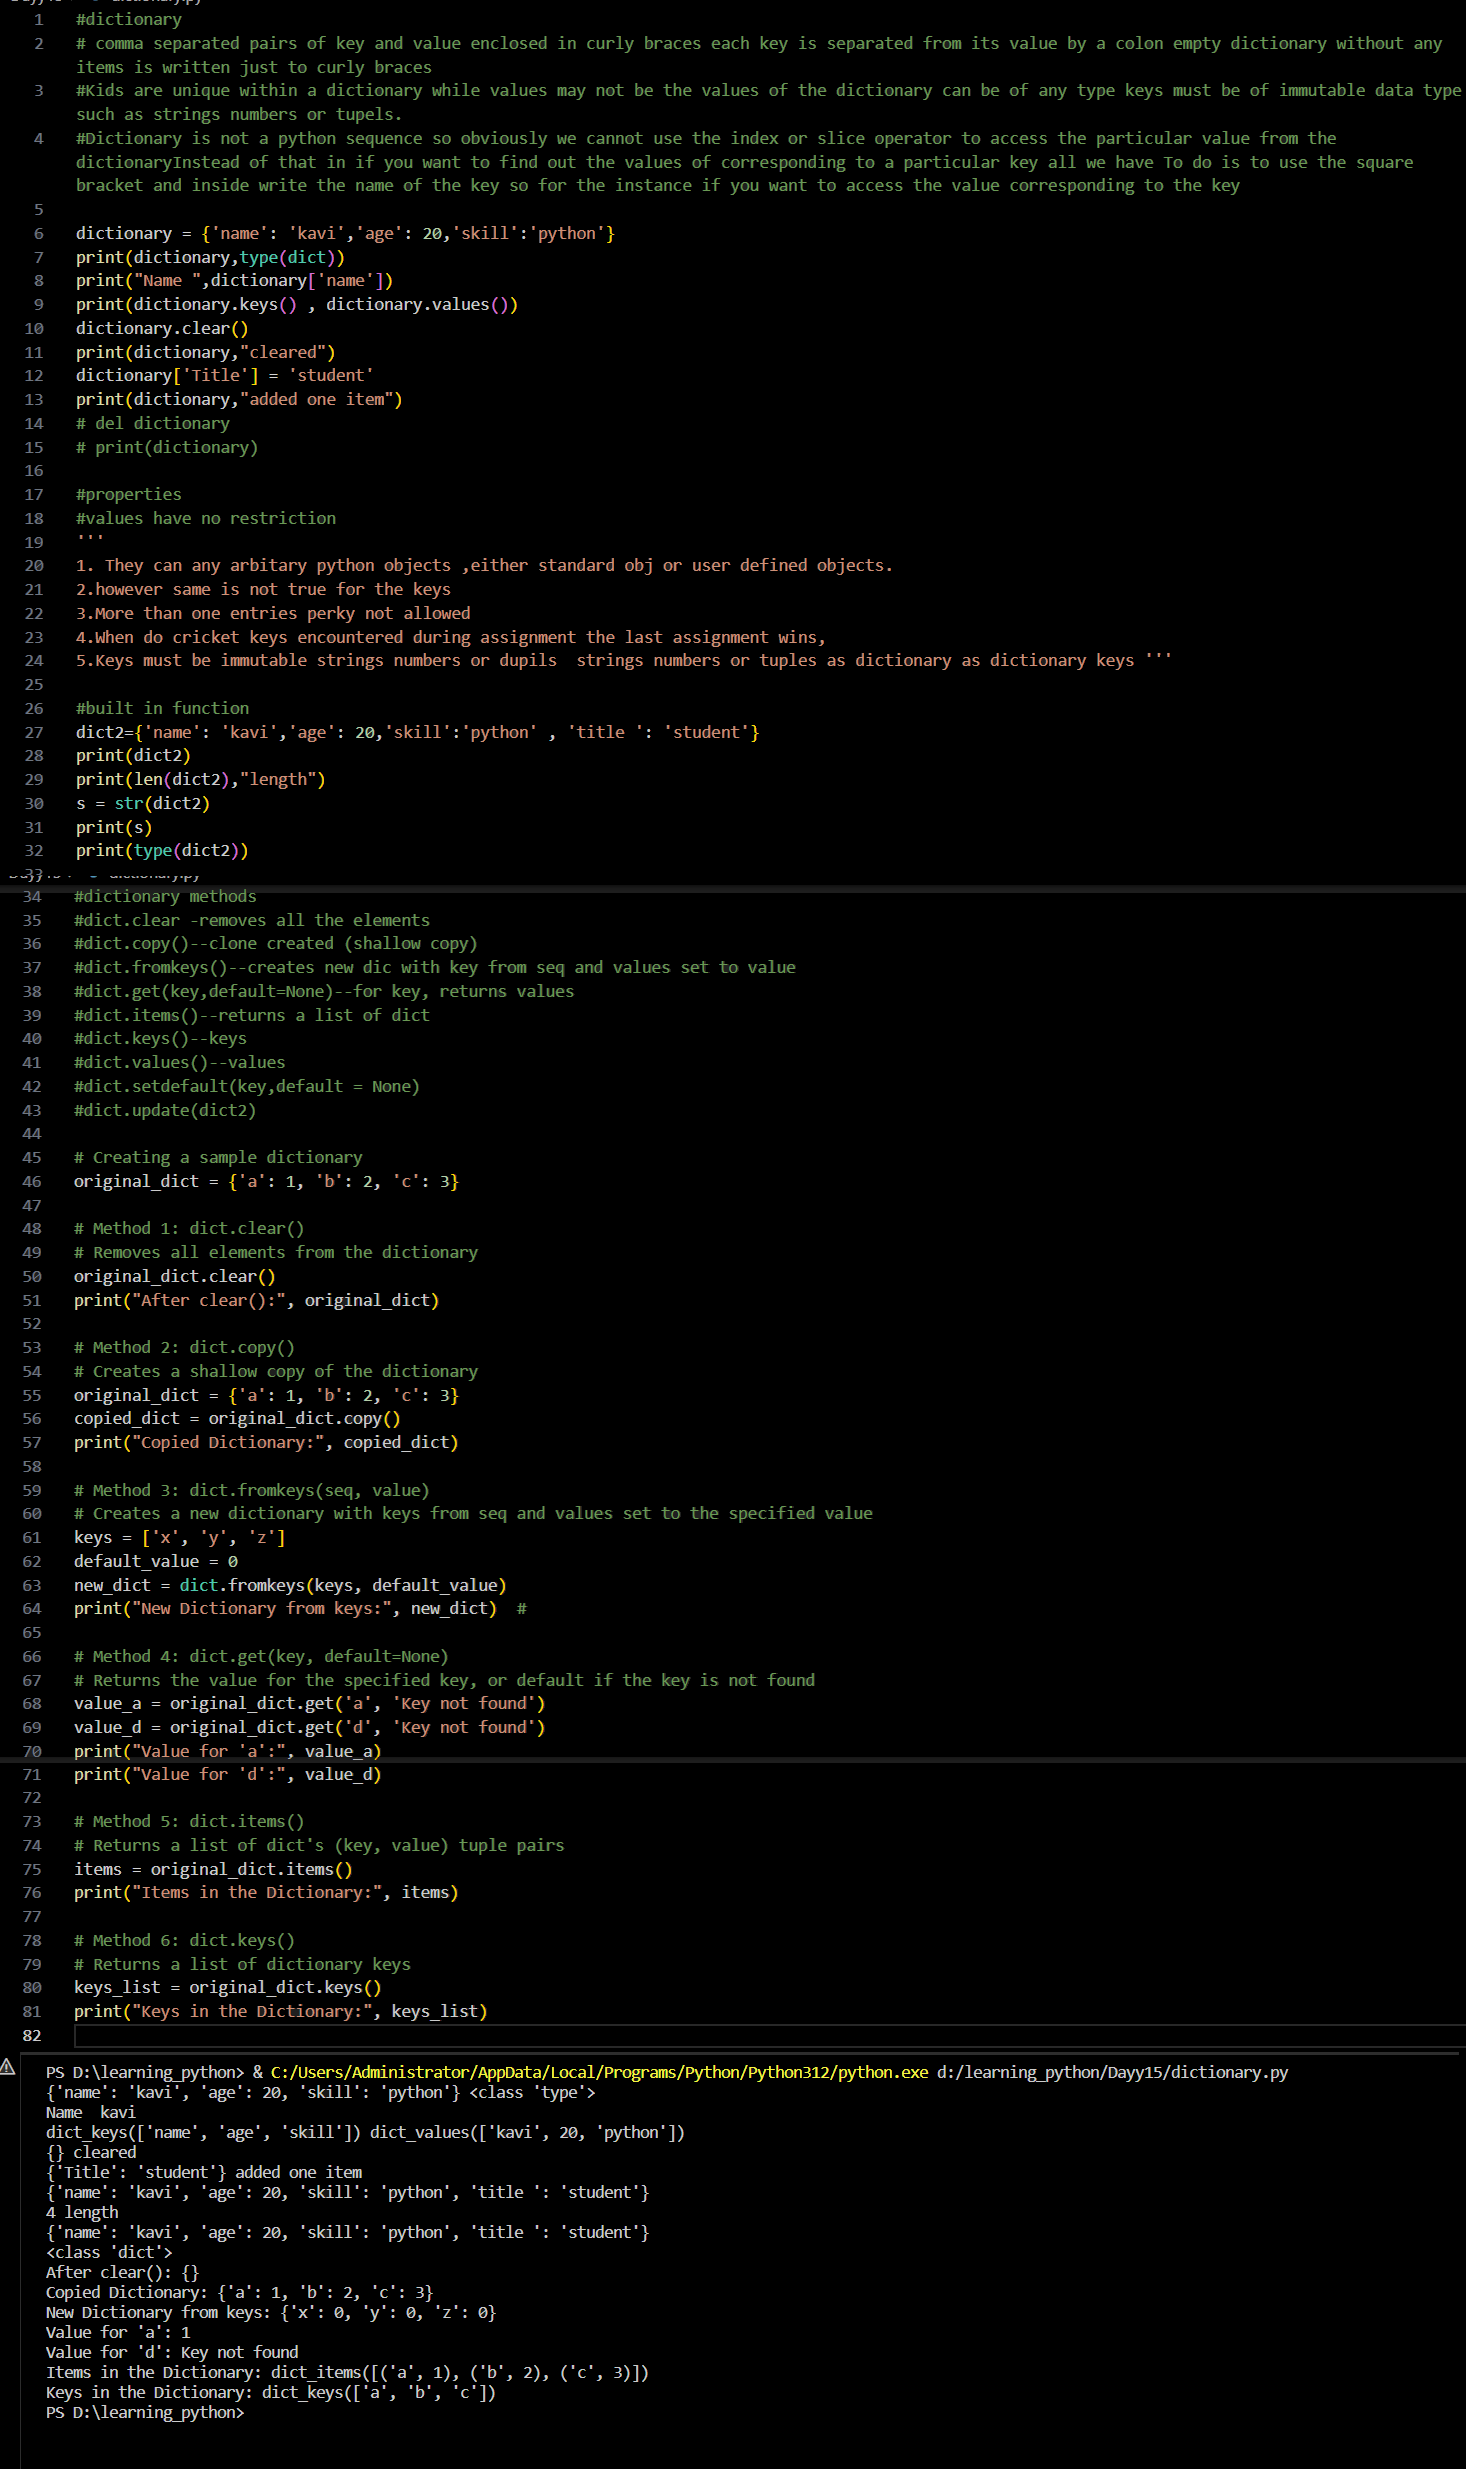 1 #dictionary
2 # comma separated pairs of key and value enclosed in curly braces each key is separated from its value by a colon empty dictionary without any
items is written just to curly braces
3 #Kids are unique within a dictionary while values may not be the values of the dictionary can be of any type keys must be of immutable data type
such as strings numbers or tupels.
4 #Dictionary is not a python sequence so obviously we cannot use the index or slice operator to access the particular value from the
dictionaryInstead of that in if you want to find out the values of corresponding to a particular key all we have To do is to use the square
bracket and inside write the name of the key so for the instance if you want to access the value corresponding to the key
5
6 dictionary = {'name': 'kavi','age': 20,'skill':'python'}
7 print(dictionary,type(dict))
8 print("Name ",dictionary['name'])
9 print(dictionary.keys() , dictionary.values())
10 dictionary.clear()
11 print(dictionary,"cleared")
12 dictionary['Title'] = 'student'
13 print(dictionary,"added one item")
14 # del dictionary
15 # print(dictionary)
16
17 #properties
18 #values have no restriction
19 '''
20 1. They can any arbitary python objects ,either standard obj or user defined objects.
21 2.however same is not true for the keys
22 3.More than one entries perky not allowed
23 4.When do cricket keys encountered during assignment the last assignment wins,
24 5.Keys must be immutable strings numbers or dupils  strings numbers or tuples as dictionary as dictionary keys '''
25
26 #built in function
27 dict2={'name': 'kavi','age': 20,'skill':'python' , 'title ': 'student'}
28 print(dict2)
29 print(len(dict2),"length")
30 s = str(dict2)
31 print(s)
32 print(type(dict2))
33
34 #dictionary methods
35 #dict.clear -removes all the elements
36 #dict.copy()--clone created (shallow copy)
37 #dict.fromkeys()--creates new dic with key from seq and values set to value
38 #dict.get(key,default=None)--for key, returns values
39 #dict.items()--returns a list of dict
40 #dict.keys()--keys
41 #dict.values()--values
42 #dict.setdefault(key,default = None)
43 #dict.update(dict2)
44
45 # Creating a sample dictionary
46 original_dict = {'a': 1, 'b': 2, 'c': 3}
47
48 # Method 1: dict.clear()
49 # Removes all elements from the dictionary
50 original_dict.clear()
51 print("After clear():", original_dict)
52
53 # Method 2: dict.copy()
54 # Creates a shallow copy of the dictionary
55 original_dict = {'a': 1, 'b': 2, 'c': 3}
56 copied_dict = original_dict.copy()
57 print("Copied Dictionary:", copied_dict)
58
59 # Method 3: dict.fromkeys(seq, value)
60 # Creates a new dictionary with keys from seq and values set to the specified value
61 keys = ['x', 'y', 'z']
62 default_value = 0
63 new_dict = dict.fromkeys(keys, default_value)
64 print("New Dictionary from keys:", new_dict)  #
65
66 # Method 4: dict.get(key, default=None)
67 # Returns the value for the specified key, or default if the key is not found
68 value_a = original_dict.get('a', 'Key not found')
69 value_d = original_dict.get('d', 'Key not found')
70 print("Value for 'a':", value_a)
71 print("Value for 'd':", value_d)
72
73 # Method 5: dict.items()
74 # Returns a list of dict's (key, value) tuple pairs
75 items = original_dict.items()
76 print("Items in the Dictionary:", items)
77
78 # Method 6: dict.keys()
79 # Returns a list of dictionary keys
80 keys_list = original_dict.keys()
81 print("Keys in the Dictionary:", keys_list)
82
PS D:\learning_python> & C:/Users/Administrator/AppData/Local/Programs/Python/Python312/python.exe d:/learning_python/Dayy15/dictionary.py
{'name': 'kavi', 'age': 20, 'skill': 'python'} <class 'type'>
Name  kavi
dict_keys(['name', 'age', 'skill']) dict_values(['kavi', 20, 'python'])
{} cleared
{'Title': 'student'} added one item
{'name': 'kavi', 'age': 20, 'skill': 'python', 'title ': 'student'}
4 length
{'name': 'kavi', 'age': 20, 'skill': 'python', 'title ': 'student'}
<class 'dict'>
After clear(): {}
Copied Dictionary: {'a': 1, 'b': 2, 'c': 3}
New Dictionary from keys: {'x': 0, 'y': 0, 'z': 0}
Value for 'a': 1
Value for 'd': Key not found
Items in the Dictionary: dict_items([('a', 1), ('b', 2), ('c', 3)])
Keys in the Dictionary: dict_keys(['a', 'b', 'c'])
PS D:\learning_python>